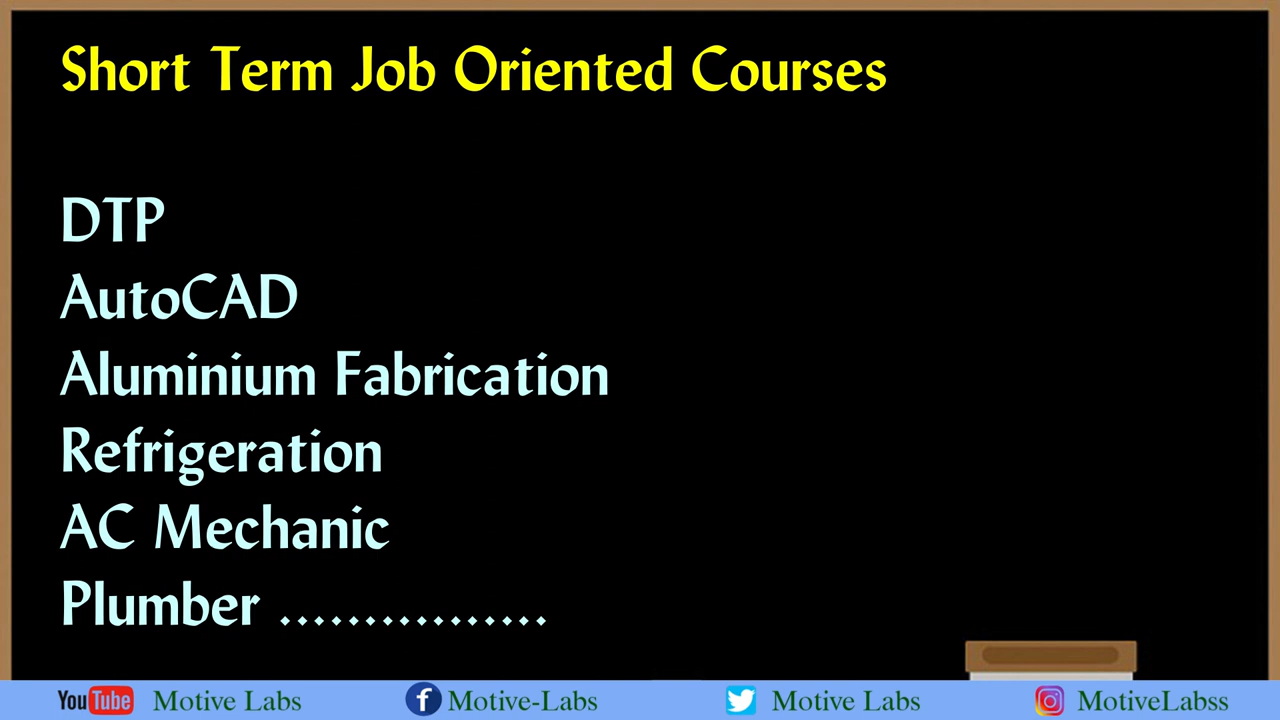 Short Term Job Oriented Courses
DTP
AutoCAD
Aluminium Fabrication
Refrigeration
AC Mechanic
Plumber ................
YouTube Motive Labs f Motive-Labs Motive Labs MotiveLabss